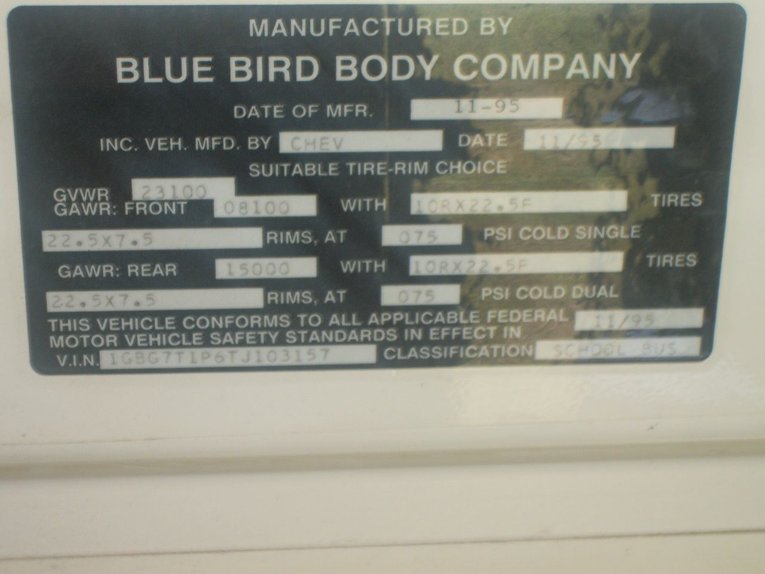 MANUFACTURED BY
BLUE BIRD BODY COMPANY
DATE OF MFR. 11-95
INC. VEH. MFD. BY CHEV DATE 11/95
SUITABLE TIRE-RIM CHOICE
GVWR 23100
GAWR: FRONT 08100 WITH 10RX22.5F TIRES
22.5X7.5 RIMS, AT 075 PSI COLD SINGLE
GAWR: REAR 15000 WITH 10RX22.5F TIRES
22.5X7.5 RIMS, AT 075 PSI COLD DUAL
THIS VEHICLE CONFORMS TO ALL APPLICABLE FEDERAL 11/95
MOTOR VEHICLE SAFETY STANDARDS IN EFFECT IN
V.I.N. 1GBG7T1P6TJ103157 CLASSIFICATION SCHOOL BUS